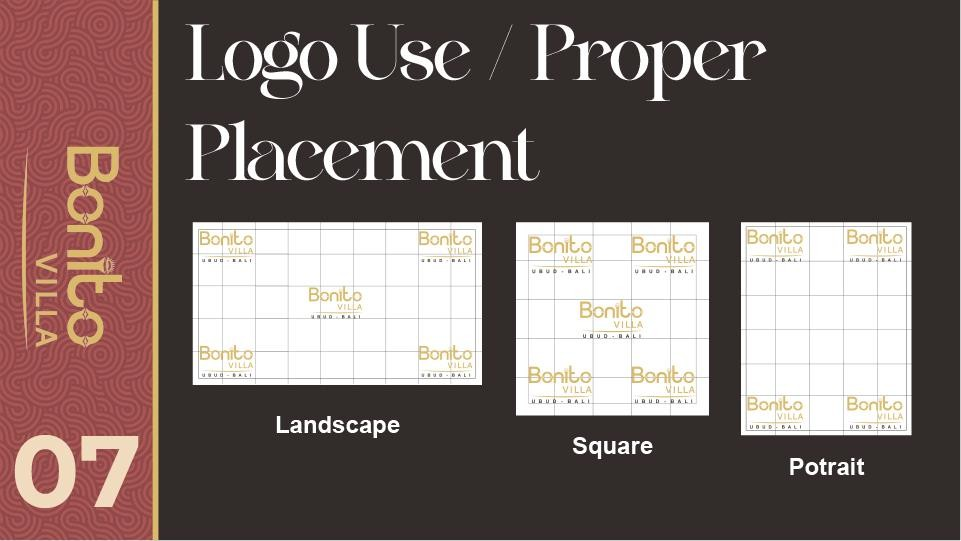 Bonito
VILLA
07
Logo Use / Proper
Placement
Bonito
VILLA
UBUD - BALI
Bonito
VILLA
UBUD - BALI
Bonito
VILLA
UBUD - BALI
Bonito
VILLA
UBUD - BALI
Bonito
VILLA
UBUD - BALI
Landscape
Bonito
VILLA
UBUD - BALI
Bonito
VILLA
UBUD - BALI
Bonito
VILLA
UBUD - BALI
Bonito
VILLA
UBUD - BALI
Bonito
VILLA
UBUD - BALI
Square
Bonito
VILLA
UBUD - BALI
Bonito
VILLA
UBUD - BALI
Bonito
VILLA
UBUD - BALI
Bonito
VILLA
UBUD - BALI
Potrait